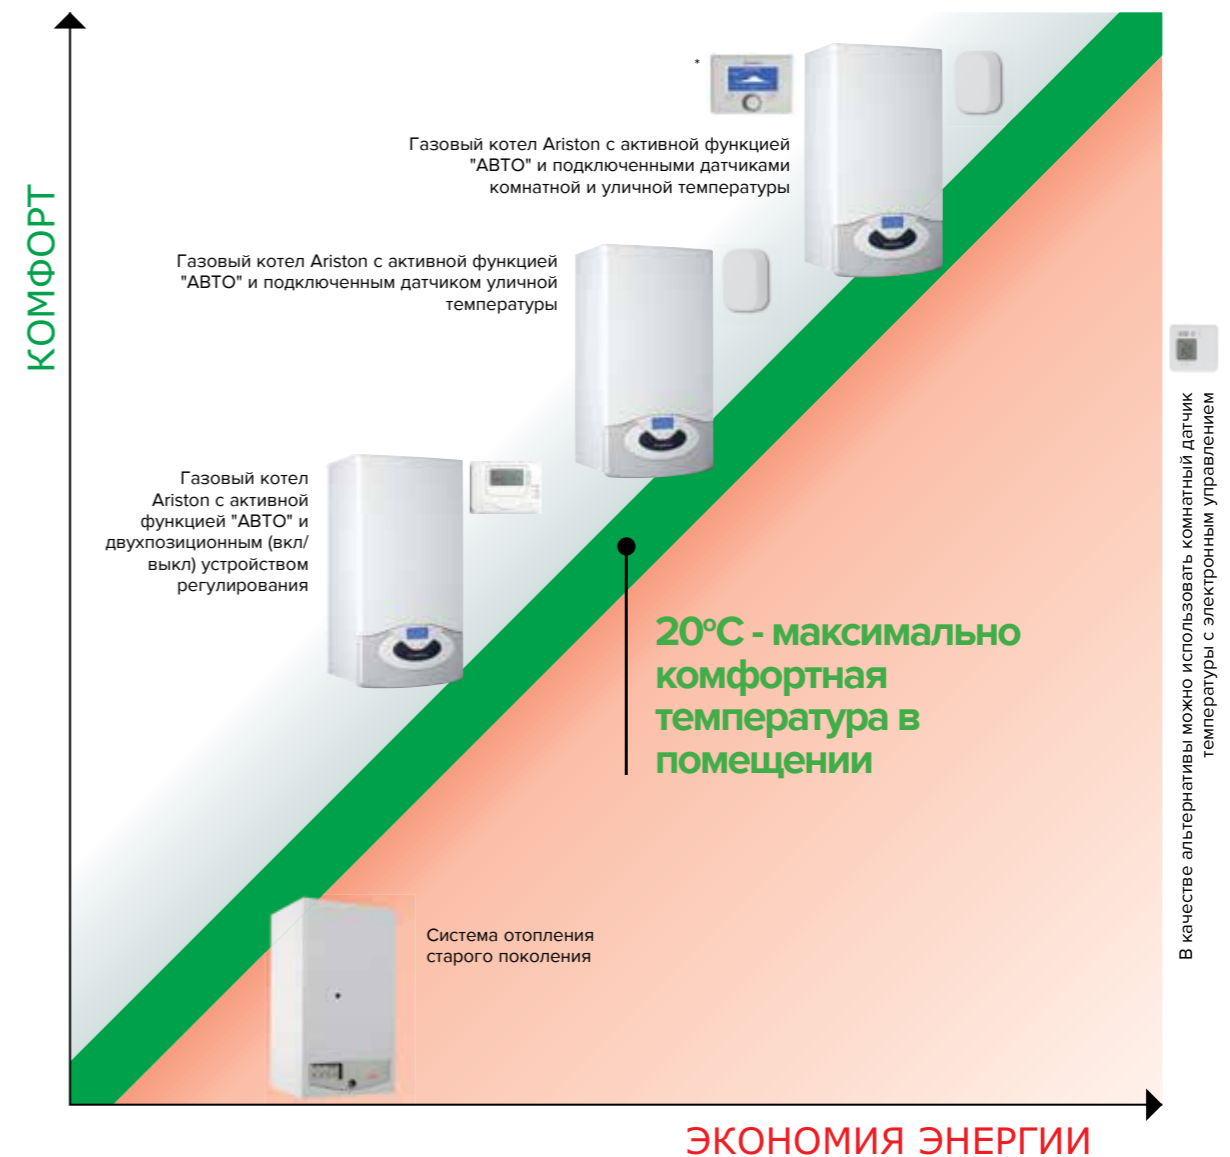 *
Газовый котел Ariston с активной функцией
"АВТО" и подключенными датчиками
комнатной и уличной температуры
КОМФОРТ
Газовый котел Ariston с активной функцией
"АВТО" и подключенным датчиком уличной
температуры
Газовый котел
Ariston с активной
функцией "АВТО" и
двухпозиционным (вкл/
выкл) устройством
регулирования
20°C - максимально
комфортная
температура в
помещении
Система отопления
старого поколения
В качестве альтернативы можно использовать комнатный датчик
температуры с электронным управлением
ЭКОНОМИЯ ЭНЕРГИИ